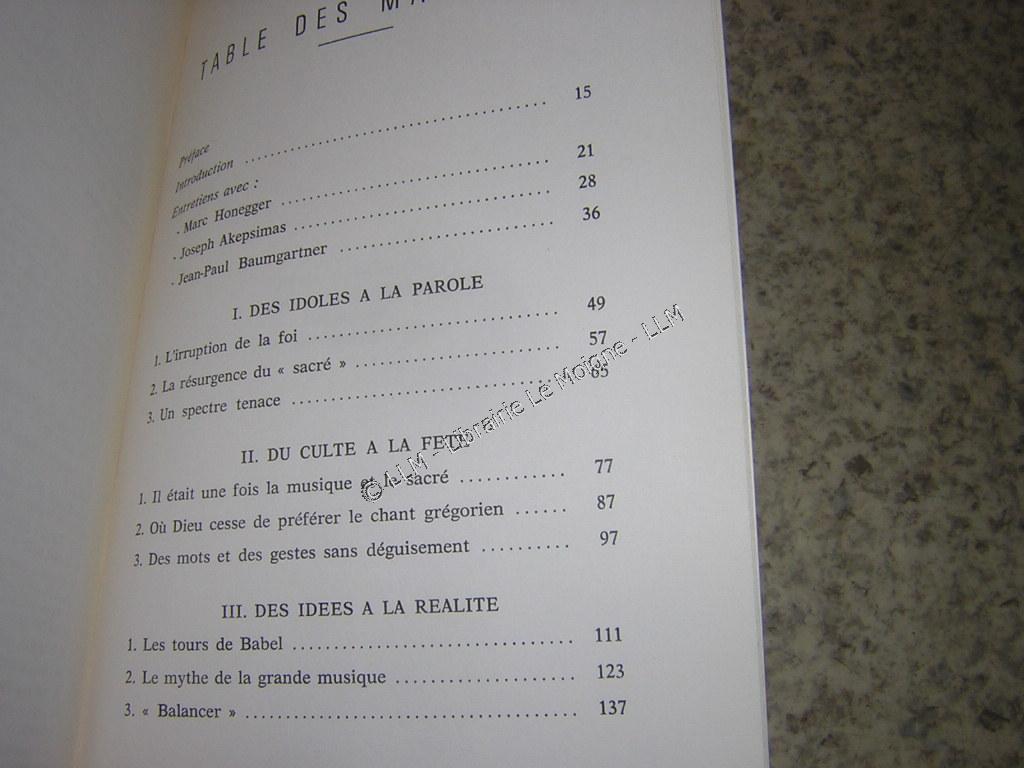 TABLE DES MA
Préface
Introduction ........ 15
Entretiens avec :
- Marc Honegger ........ 21
- Joseph Akepsimas ........ 28
- Jean-Paul Baumgartner ........ 36
I. DES IDOLES A LA PAROLE
1. L'irruption de la foi ........ 49
2. La résurgence du « sacré » ........ 57
3. Un spectre tenace ........ 65
II. DU CULTE A LA FETE
1. Il était une fois la musique et le sacré ........ 77
2. Où Dieu cesse de préférer le chant grégorien ...... 87
3. Des mots et des gestes sans déguisement ........ 97
III. DES IDEES A LA REALITE
1. Les tours de Babel ........ 111
2. Le mythe de la grande musique ........ 123
3. « Balancer » ........ 137
© LLM - Librairie Le Moigne - LLM